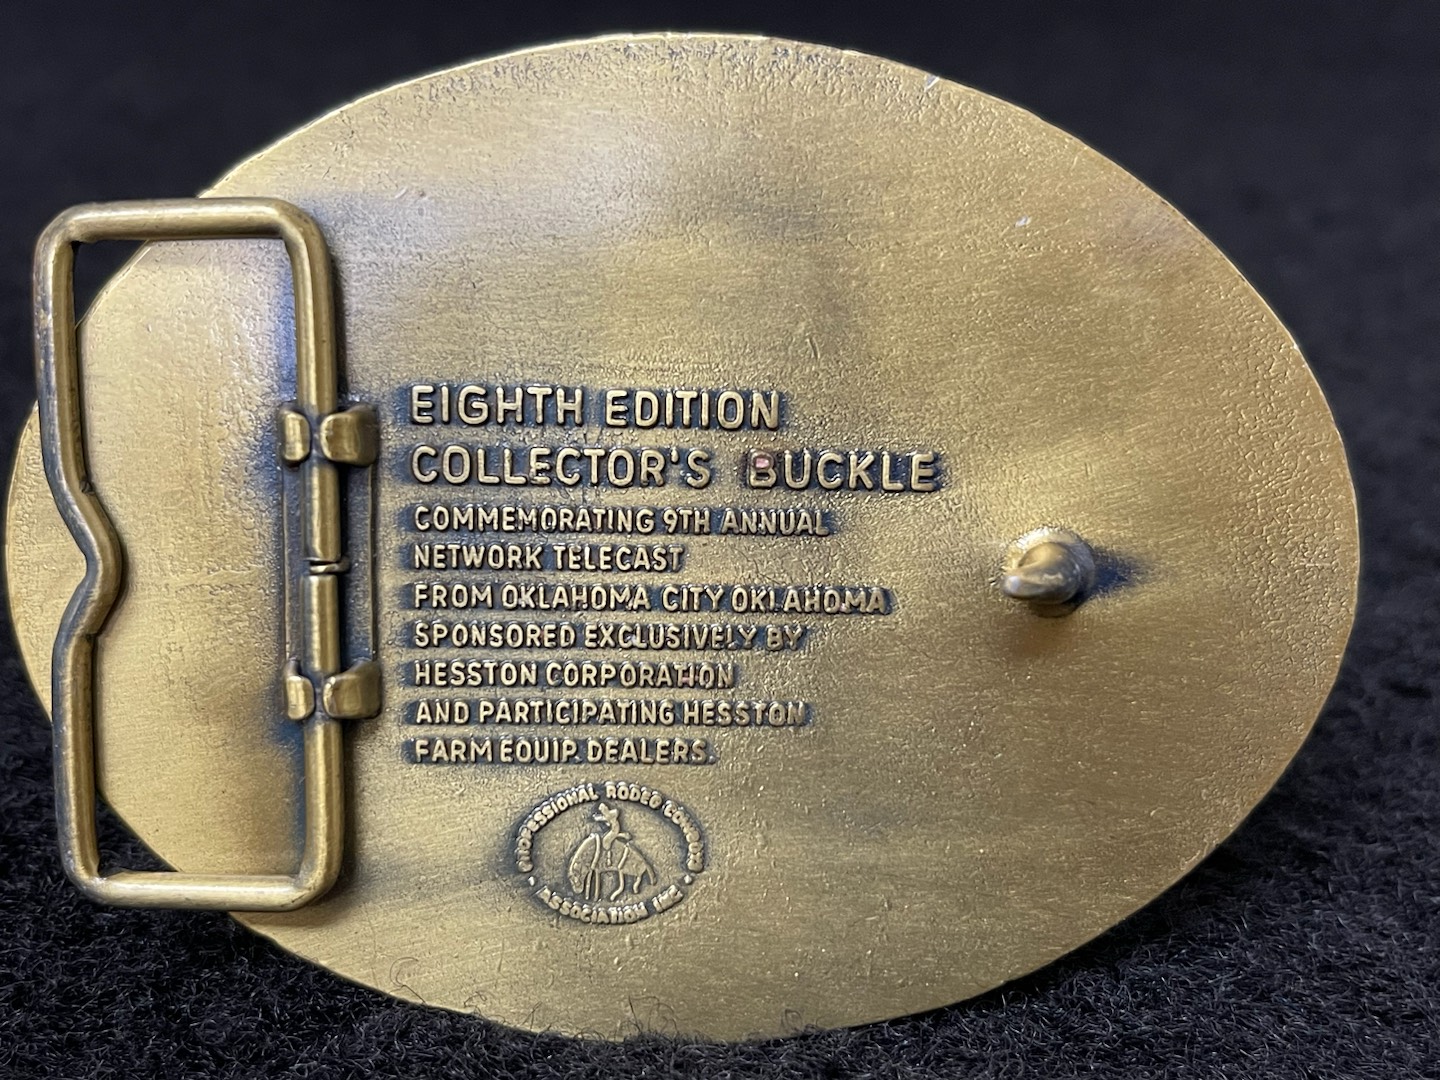 EIGHTH EDITION
COLLECTOR'S BUCKLE
COMMEMORATING 9TH ANNUAL
NETWORK TELECAST
FROM OKLAHOMA CITY OKLAHOMA
SPONSORED EXCLUSIVELY BY
HESSTON CORPORATION
AND PARTICIPATING HESSTON
FARM EQUIP. DEALERS.
PROFESSIONAL RODEO COWBOYS
ASSOCIATION INC